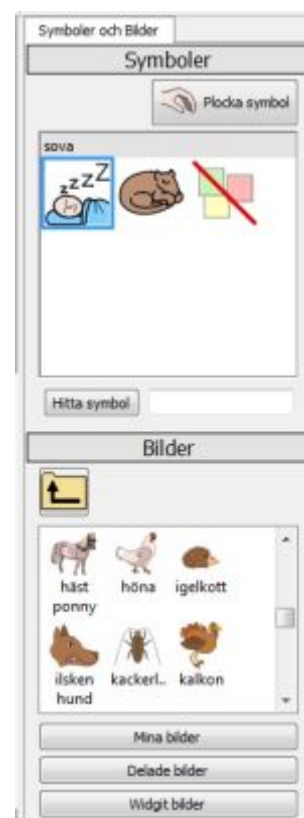 Symboler och Bilder
Symboler
Plocka symbol
sova
zzzZZ
Hitta symbol
Bilder
häst ponny
höna
igelkott
ilsken hund
kackerl..
kalkon
Mina bilder
Delade bilder
Widgit bilder